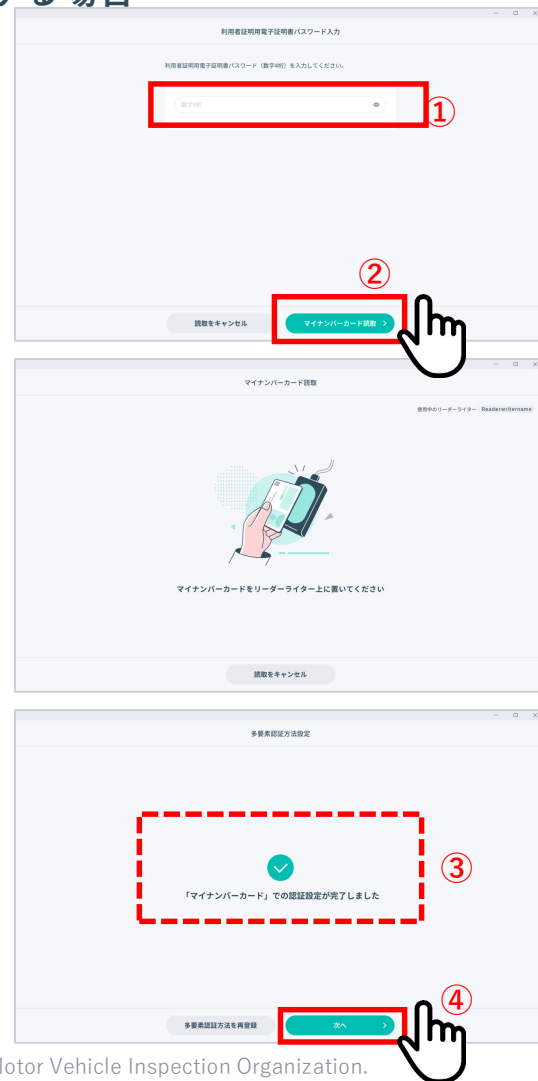 する場合
利用者証明用電子証明書パスワード入力
利用者証明用電子証明書パスワード（数字4桁）を入力してください。
数字4桁
①
②
読取をキャンセル
マイナンバーカード読取
マイナンバーカード読取
使用中のリーダーライター Readerwritername
マイナンバーカードをリーダーライター上に置いてください
読取をキャンセル
多要素認証方法設定
③
「マイナンバーカード」での認証設定が完了しました
④
多要素認証方法を再登録
次へ
Motor Vehicle Inspection Organization.